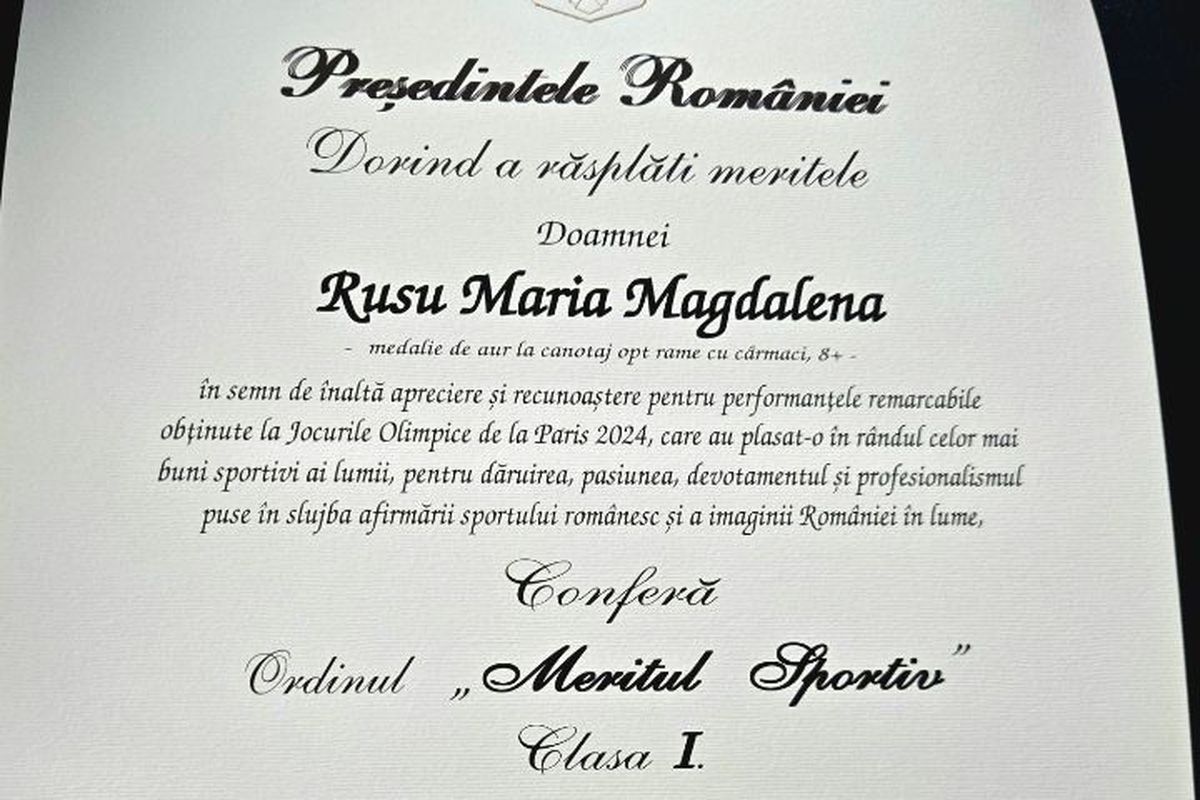 Președintele României
Dorind a răsplăti meritele
Doamnei
Rusu Maria Magdalena
- medalie de aur la canotaj opt rame cu cârmaci, 8+ -
în semn de înaltă apreciere și recunoaștere pentru performanțele remarcabile
obținute la Jocurile Olimpice de la Paris 2024, care au plasat-o în rândul celor mai
buni sportivi ai lumii, pentru dăruirea, pasiunea, devotamentul și profesionalismul
puse în slujba afirmării sportului românesc și a imaginii României în lume,
Conferă
Ordinul „Meritul Sportiv”
Clasa I.